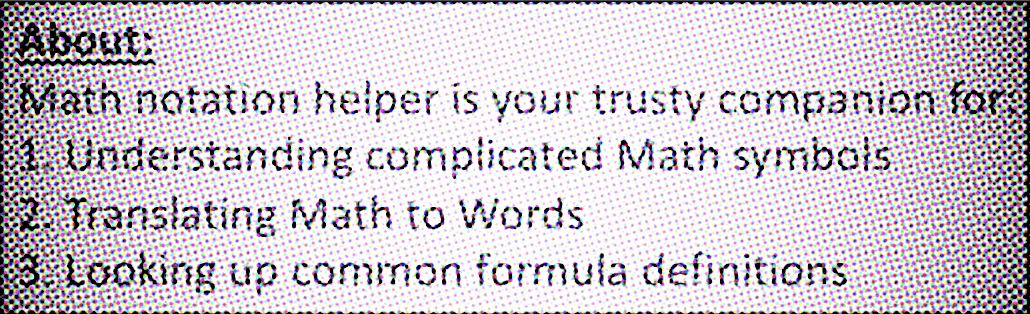 About:
Math notation helper is your trusty companion for:
1. Understanding complicated Math symbols
2. Translating Math to Words
3. Looking up common formula definitions